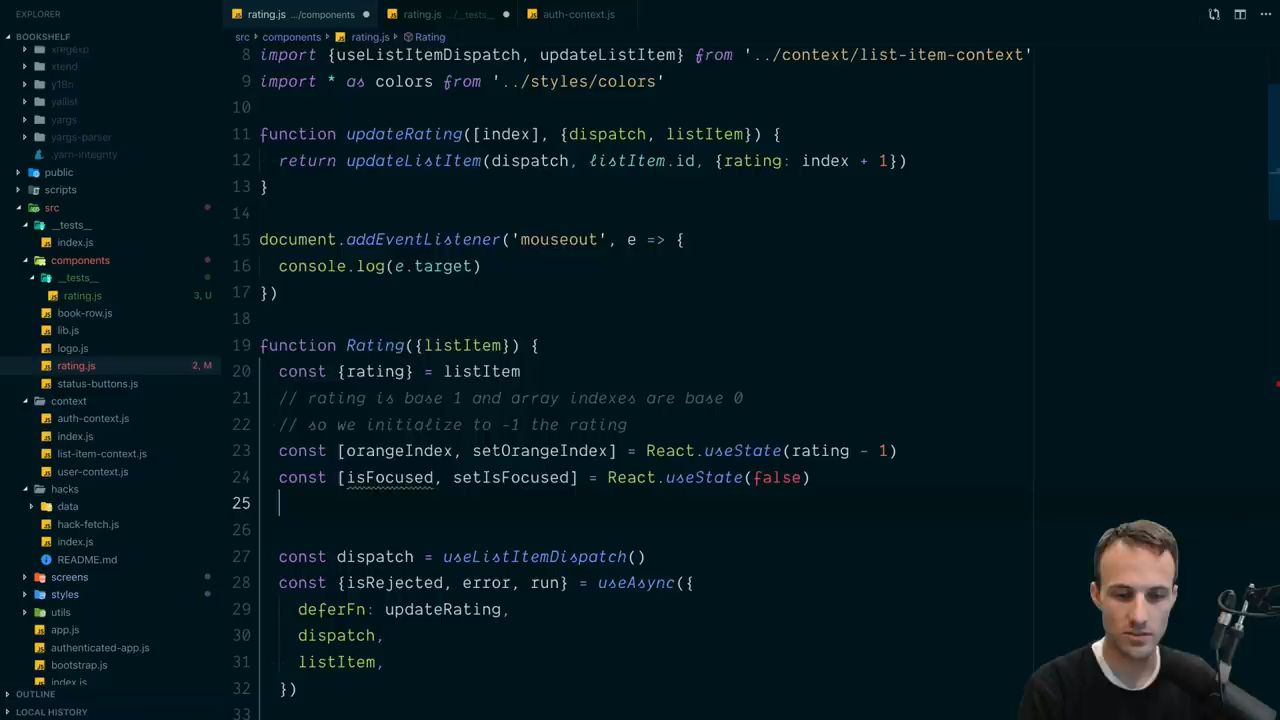 EXPLORER
rating.js .../components
rating.js .../__tests__
auth-context.js
BOOKSHELF
xregexp
xtend
y18n
yallist
yargs
yargs-parser
.yarn-integrity
public
scripts
src
__tests__
index.js
components
__tests__
rating.js 3, U
book-row.js
lib.js
logo.js
rating.js 2, M
status-buttons.js
context
auth-context.js
index.js
list-item-context.js
user-context.js
hacks
data
hack-fetch.js
index.js
README.md
screens
styles
utils
app.js
authenticated-app.js
bootstrap.js
index.js
OUTLINE
LOCAL HISTORY
src components rating.js Rating
8 import {useListItemDispatch, updateListItem} from '../context/list-item-context'
9 import * as colors from '../styles/colors'
10
11 function updateRating([index], {dispatch, listItem}) {
12 return updateListItem(dispatch, listItem.id, {rating: index + 1})
13 }
14
15 document.addEventListener('mouseout', e => {
16 console.log(e.target)
17 })
18
19 function Rating({listItem}) {
20 const {rating} = listItem
21 // rating is base 1 and array indexes are base 0
22 // so we initialize to -1 the rating
23 const [orangeIndex, setOrangeIndex] = React.useState(rating - 1)
24 const [isFocused, setIsFocused] = React.useState(false)
25
26
27 const dispatch = useListItemDispatch()
28 const {isRejected, error, run} = useAsync({
29 deferFn: updateRating,
30 dispatch,
31 listItem,
32 })
33